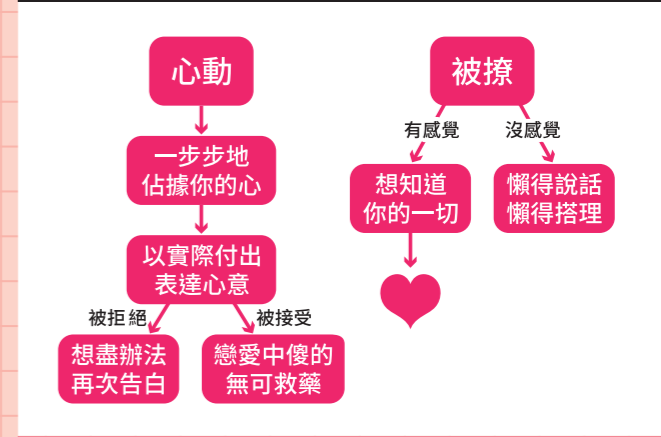 心動
一步步地
佔據你的心
以實際付出
表達心意
被拒絕
被接受
想盡辦法
再次告白
戀愛中傻的
無可救藥
被撩
有感覺
沒感覺
想知道
你的一切
懶得說話
懶得搭理